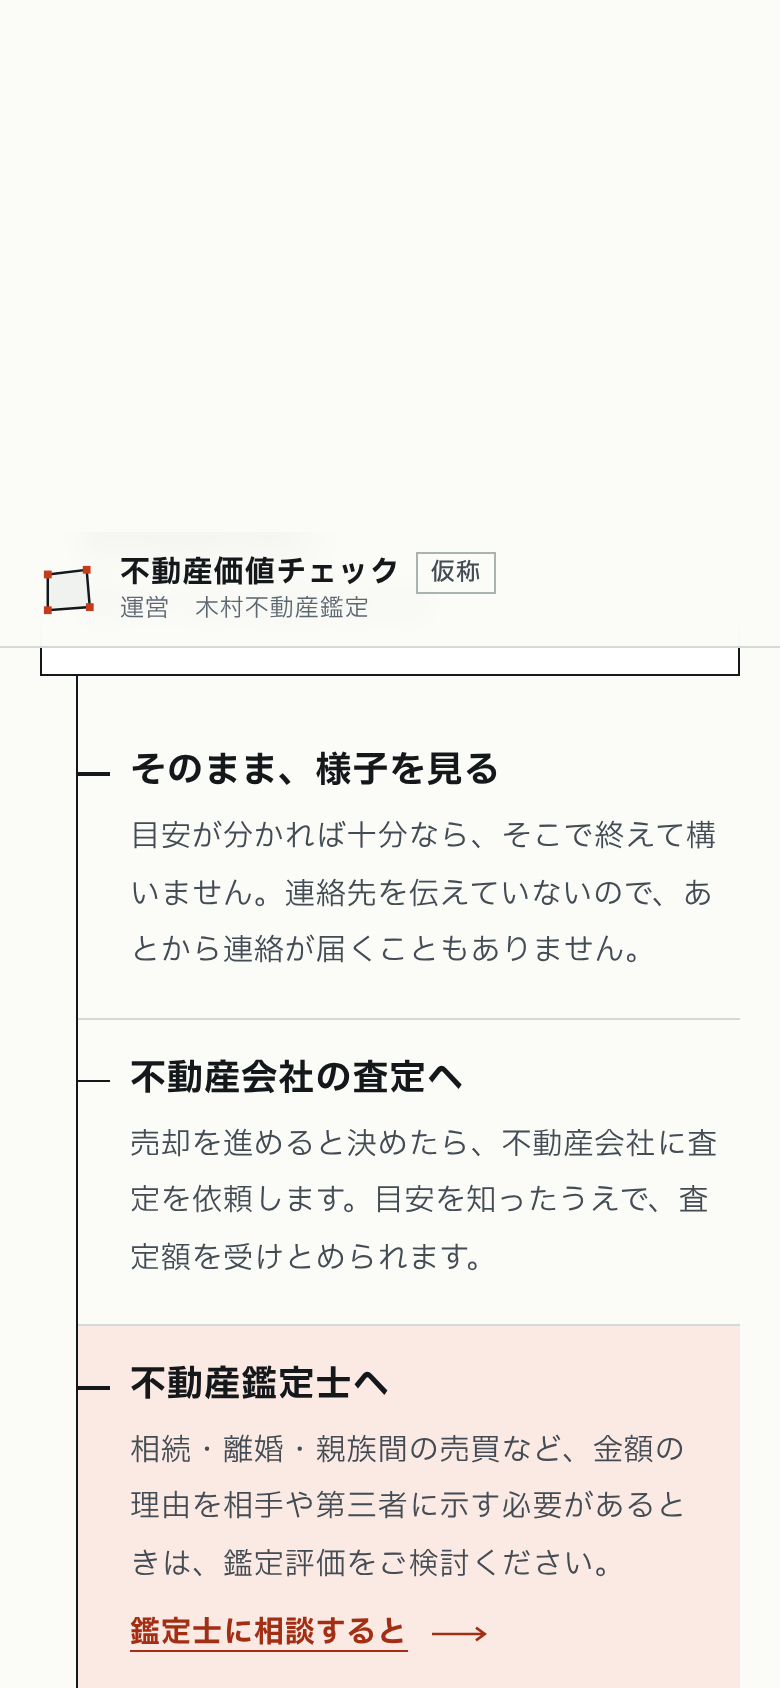 不動産価値チェック 仮称
運営　木村不動産鑑定
そのまま、様子を見る
目安が分かれば十分なら、そこで終えて構
いません。連絡先を伝えていないので、あ
とから連絡が届くこともありません。
不動産会社の査定へ
売却を進めると決めたら、不動産会社に査
定を依頼します。目安を知ったうえで、査
定額を受けとめられます。
不動産鑑定士へ
相続・離婚・親族間の売買など、金額の
理由を相手や第三者に示す必要があると
きは、鑑定評価をご検討ください。
鑑定士に相談すると